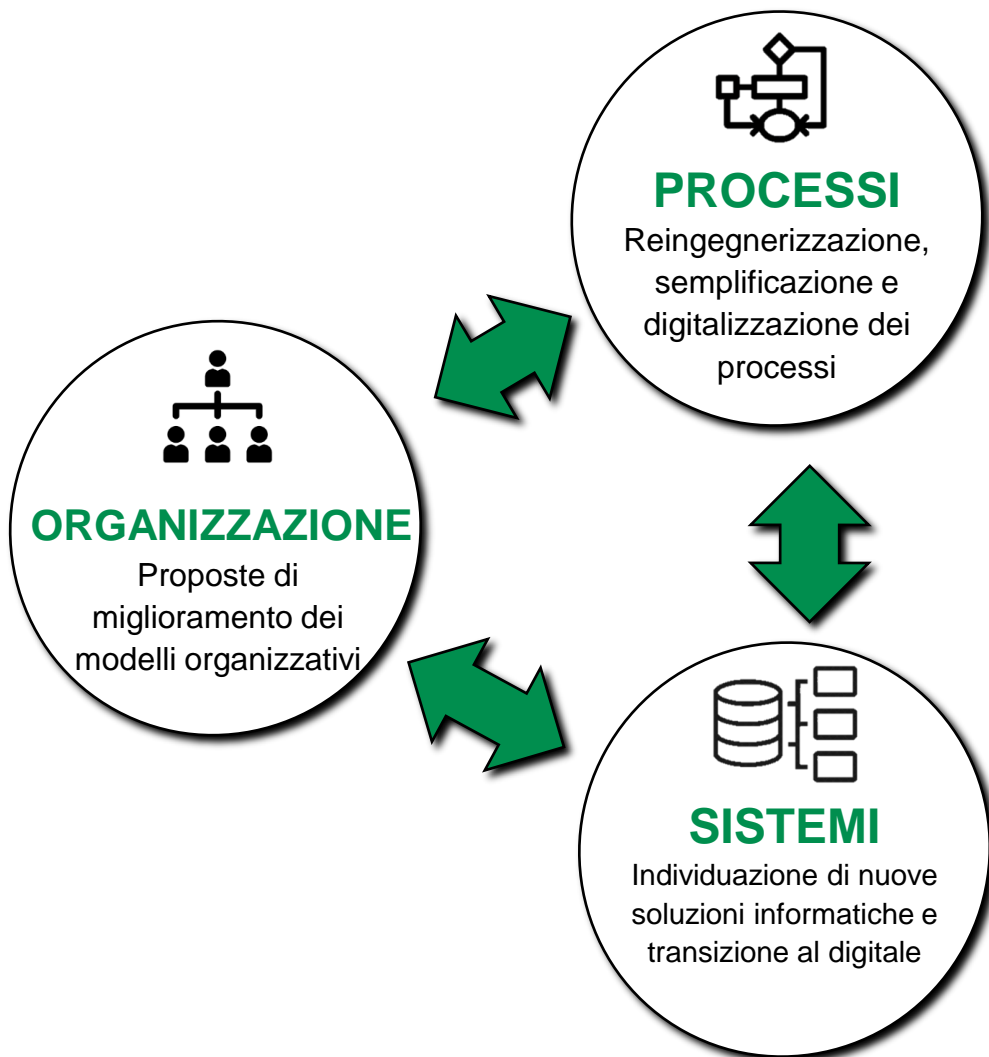 PROCESSI
Reingegnerizzazione,
semplificazione e
digitalizzazione dei
processi
ORGANIZZAZIONE
Proposte di
miglioramento dei
modelli organizzativi
SISTEMI
Individuazione di nuove
soluzioni informatiche e
transizione al digitale